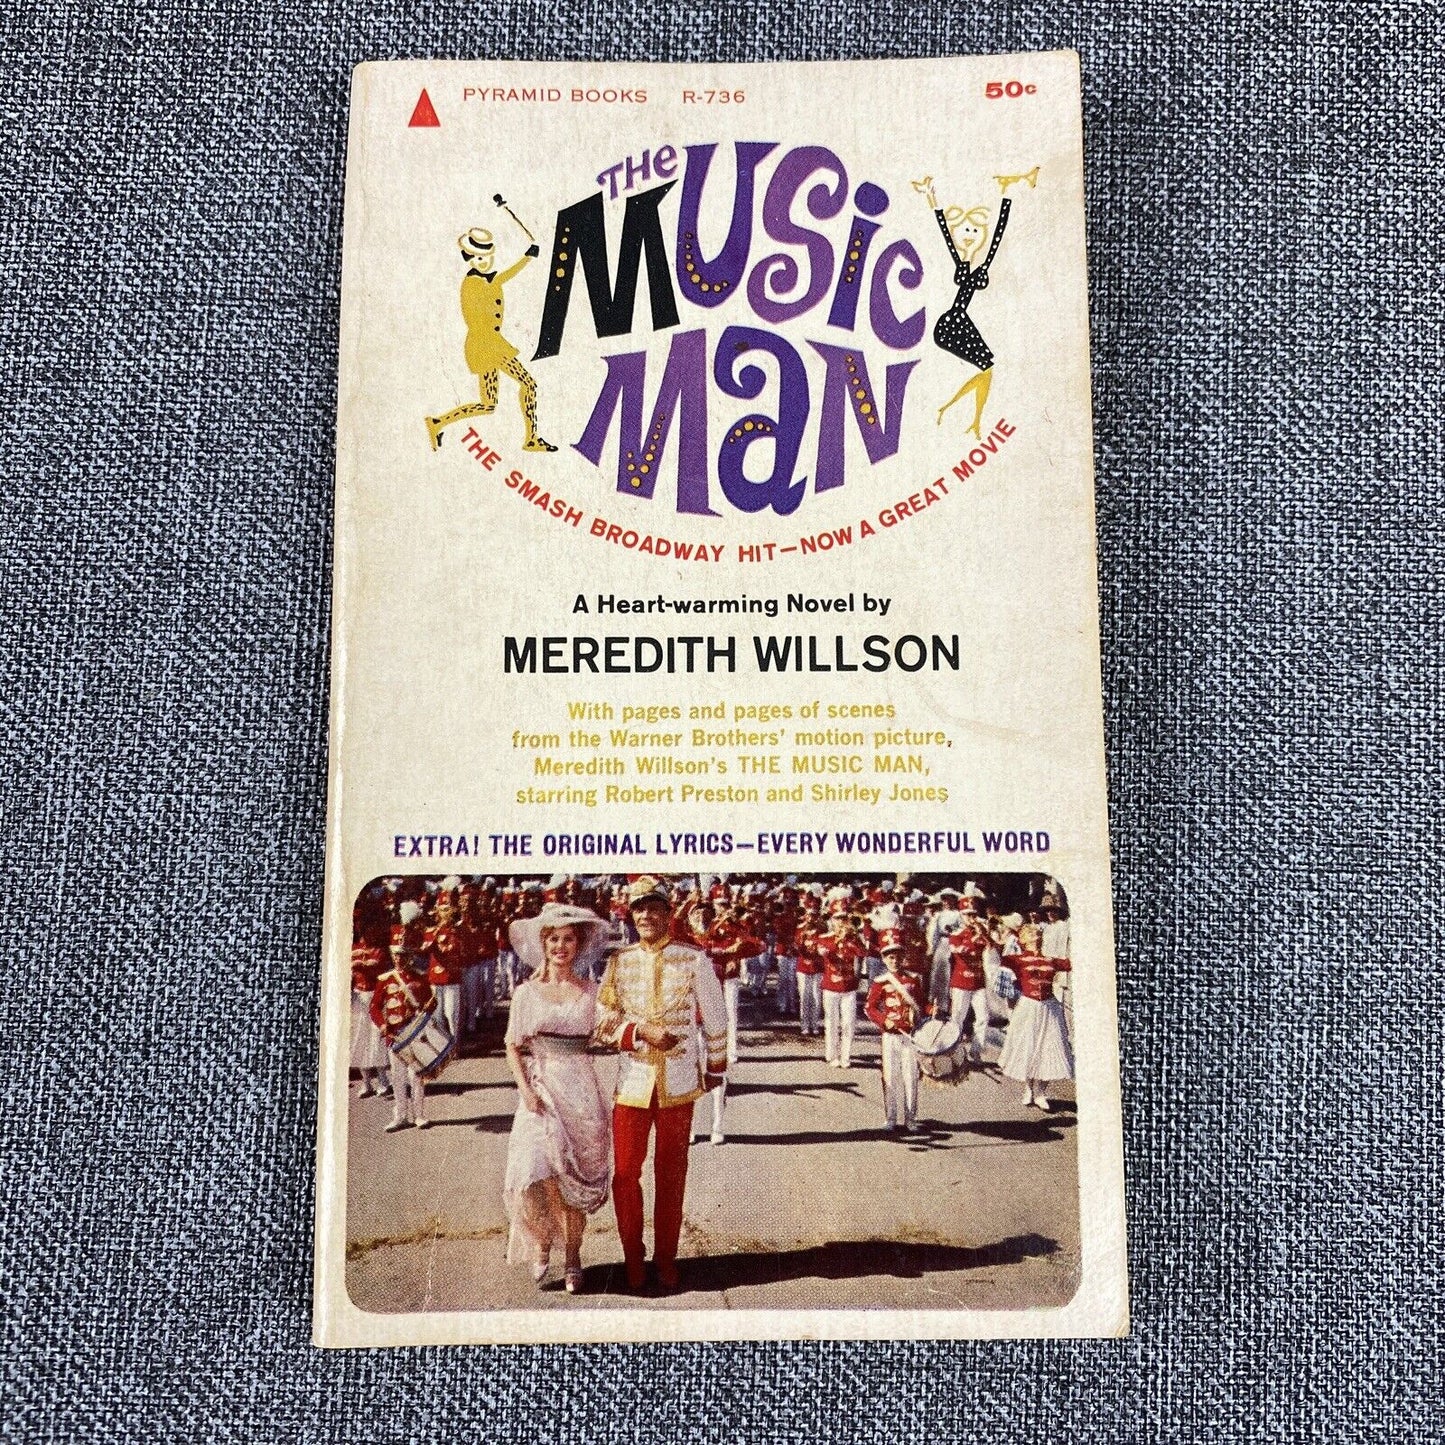 PYRAMID BOOKS R-736 50c
THE
MUSIC
MAN
THE SMASH BROADWAY HIT—NOW A GREAT MOVIE
A Heart-warming Novel by
MEREDITH WILLSON
With pages and pages of scenes
from the Warner Brothers' motion picture,
Meredith Willson's THE MUSIC MAN,
starring Robert Preston and Shirley Jones
EXTRA! THE ORIGINAL LYRICS—EVERY WONDERFUL WORD